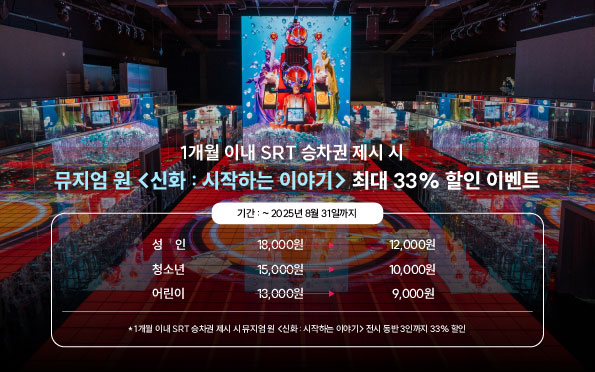 1개월 이내 SRT 승차권 제시 시
뮤지엄 원 <신화 : 시작하는 이야기> 최대 33% 할인 이벤트
기간 : ~ 2025년 8월 31일까지
성 인 18,000원 12,000원
청소년 15,000원 10,000원
어린이 13,000원 9,000원
* 1개월 이내 SRT 승차권 제시 시 뮤지엄 원 <신화 : 시작하는 이야기> 전시 동반 3인까지 33% 할인